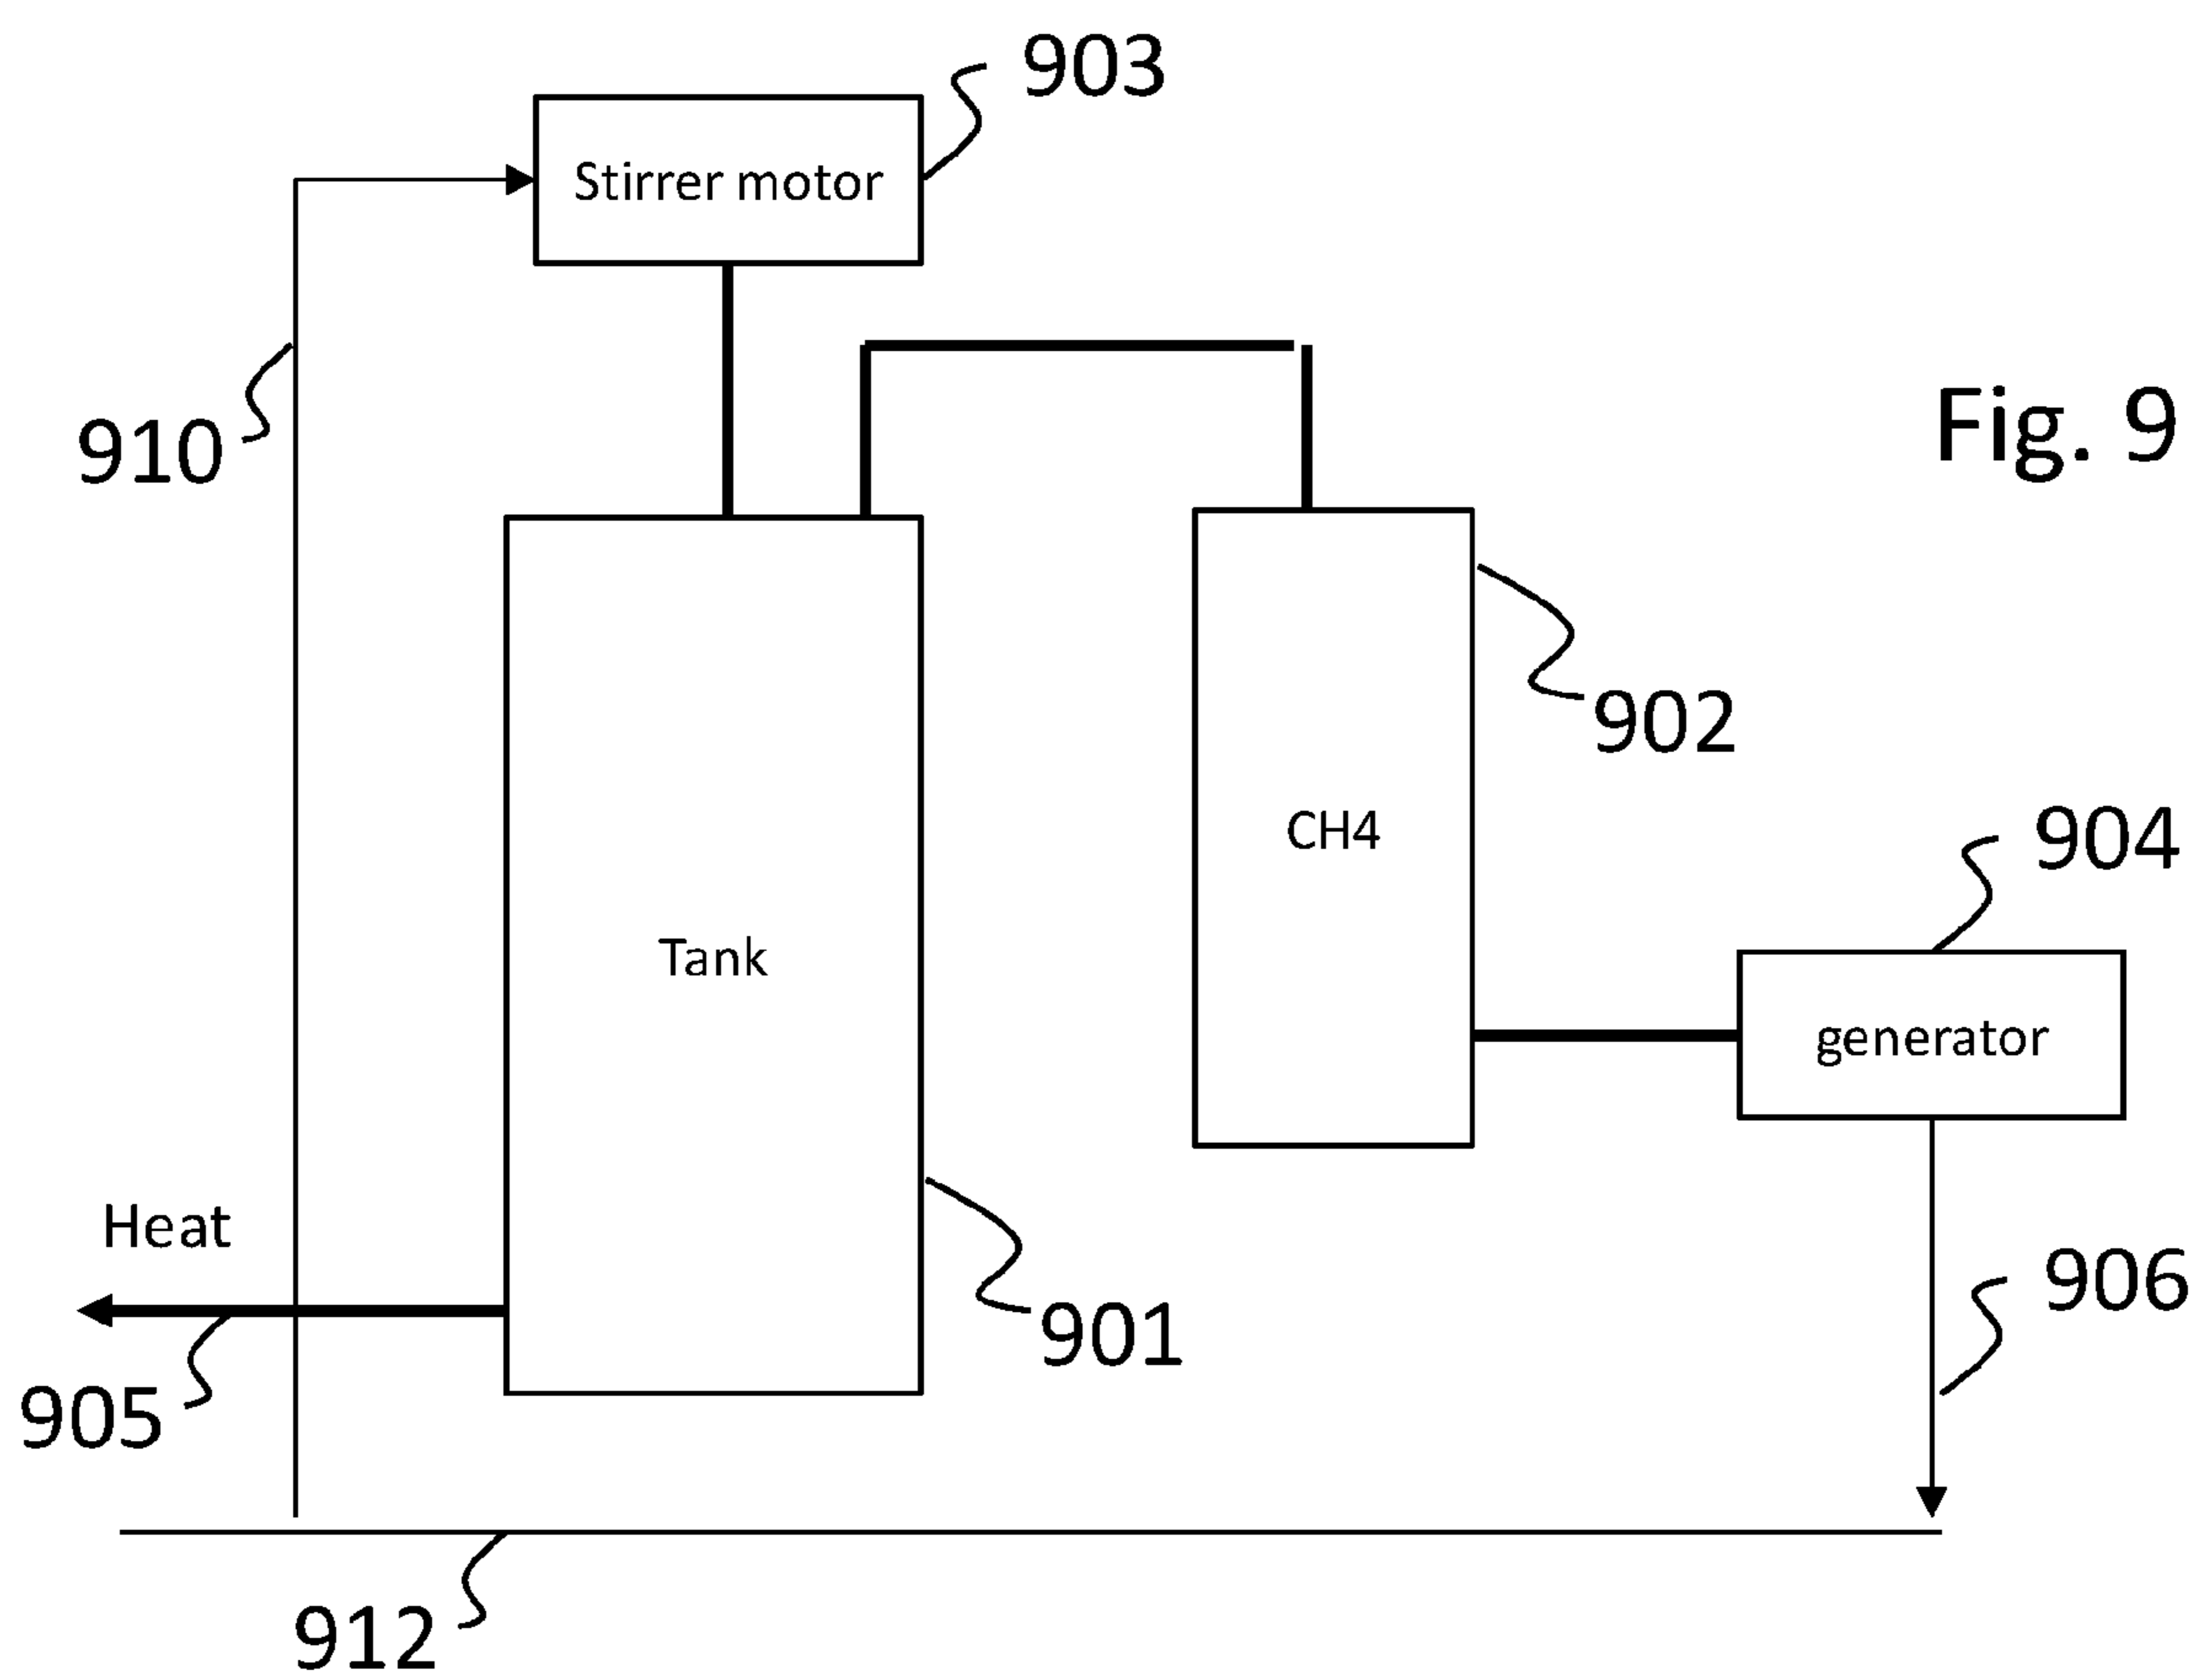 903
Stirrer motor
910
Fig. 9
902
CH4
904
Tank
generator
Heat
906
901
905
912